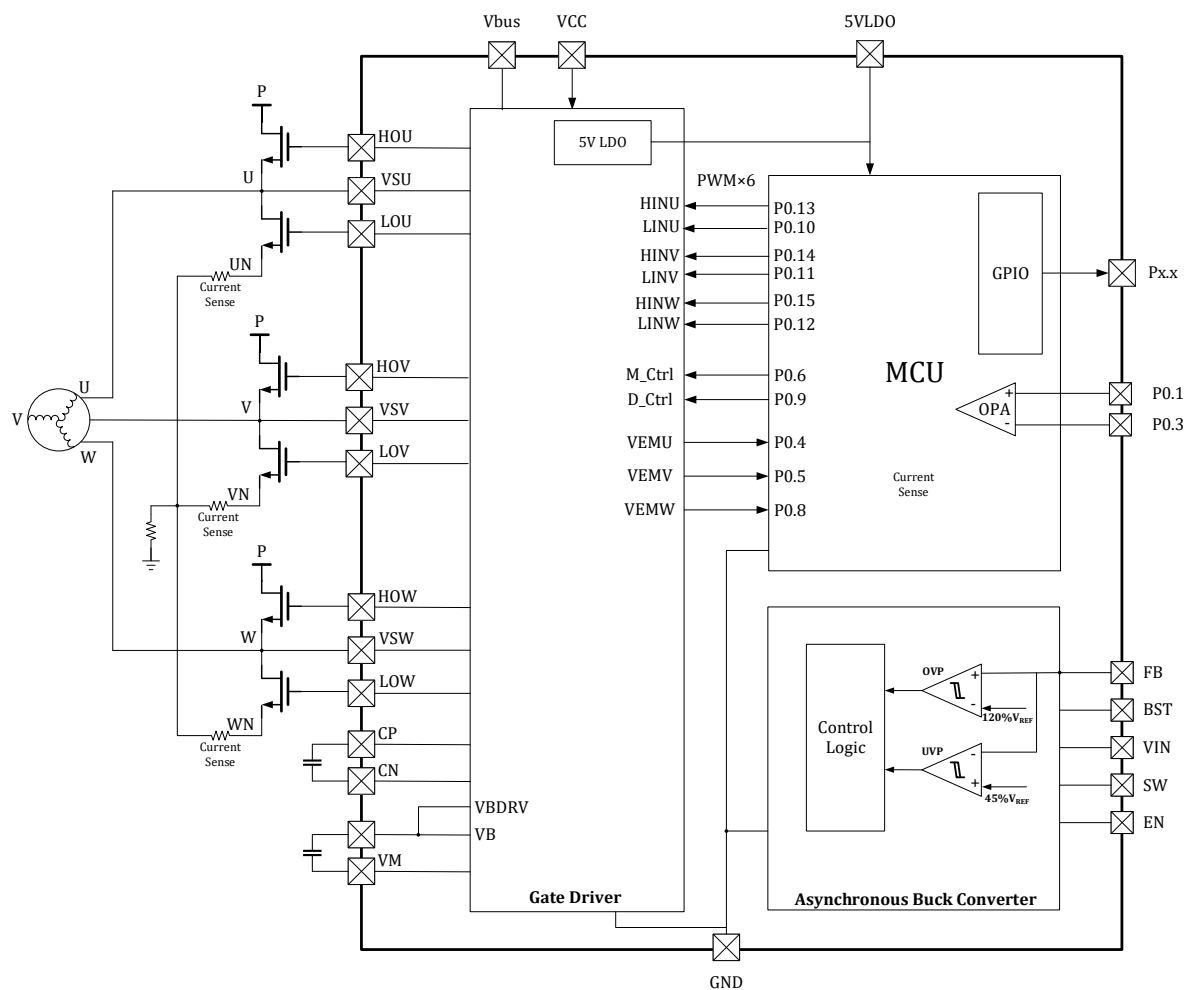 Vbus
VCC
5VLDO
P
HOU
5V LDO
U
VSU
PWM×6
HINU
P0.13
LOU
LINU
P0.10
GPIO
UN
HINV
P0.14
Current
Sense
LINV
P0.11
Px.x
HINW
P0.15
P
LINW
P0.12
HOV
M_Ctrl
P0.6
MCU
U
V
D_Ctrl
P0.9
+
OPA
-
P0.1
P0.3
V
VSV
W
LOV
VEMU
P0.4
VN
Current
Sense
VEMV
P0.5
Current
Sense
VEMW
P0.8
P
HOW
W
VSW
LOW
OVP
+
-
120%VREF
FB
WN
Current
Sense
CP
Control
Logic
BST
CN
UVP
-
+
45%VREF
VIN
SW
VBDRV
VB
EN
VM
Gate Driver
Asynchronous Buck Converter
GND